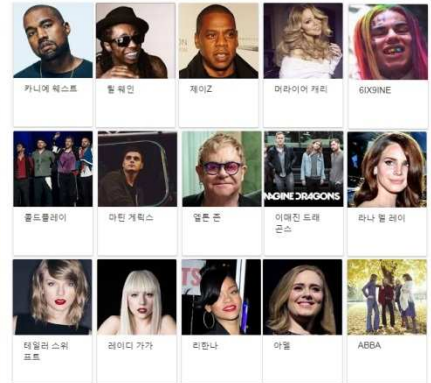 카니예 웨스트
릴 웨인
제이Z
머라이어 캐리
6IX9INE
IMAGINE DRAGONS
콜드플레이
마틴 게릭스
엘튼 존
이매진 드래
곤스
라나 델 레이
테일러 스위
프트
레이디 가가
리한나
아델
ABBA